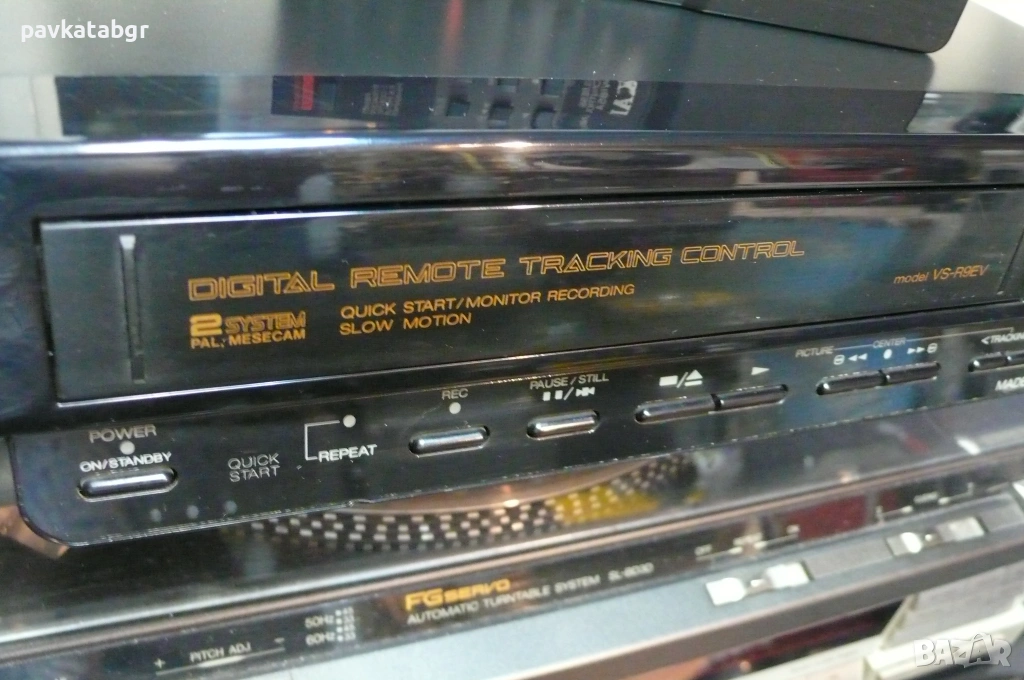 pavkatabgr
DIGITAL REMOTE TRACKING CONTROL
2 SYSTEM
PAL, MESECAM
QUICK START/MONITOR RECORDING
SLOW MOTION
model VS-R9EV
POWER
ON/STANDBY
QUICK
START
REPEAT
REC
PAUSE/STILL
PICTURE
CENTER
FG SERVO
AUTOMATIC TURNTABLE SYSTEM SL-6030
50Hz
60Hz
+ PITCH ADJ -
OFF
BAZAR